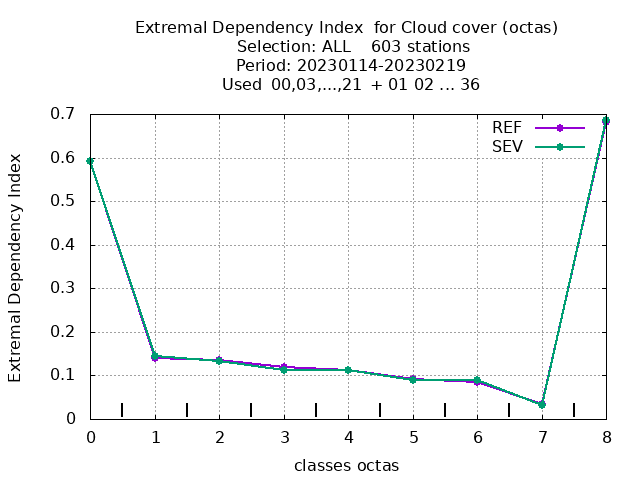 Extremal Dependency Index  for Cloud cover (octas)
Selection: ALL    603 stations
Period: 20230114-20230219
Used  00,03,...,21  + 01 02 ... 36
REF
SEV
Extremal Dependency Index
0.7
0.6
0.5
0.4
0.3
0.2
0.1
0
0 1 2 3 4 5 6 7 8
classes octas